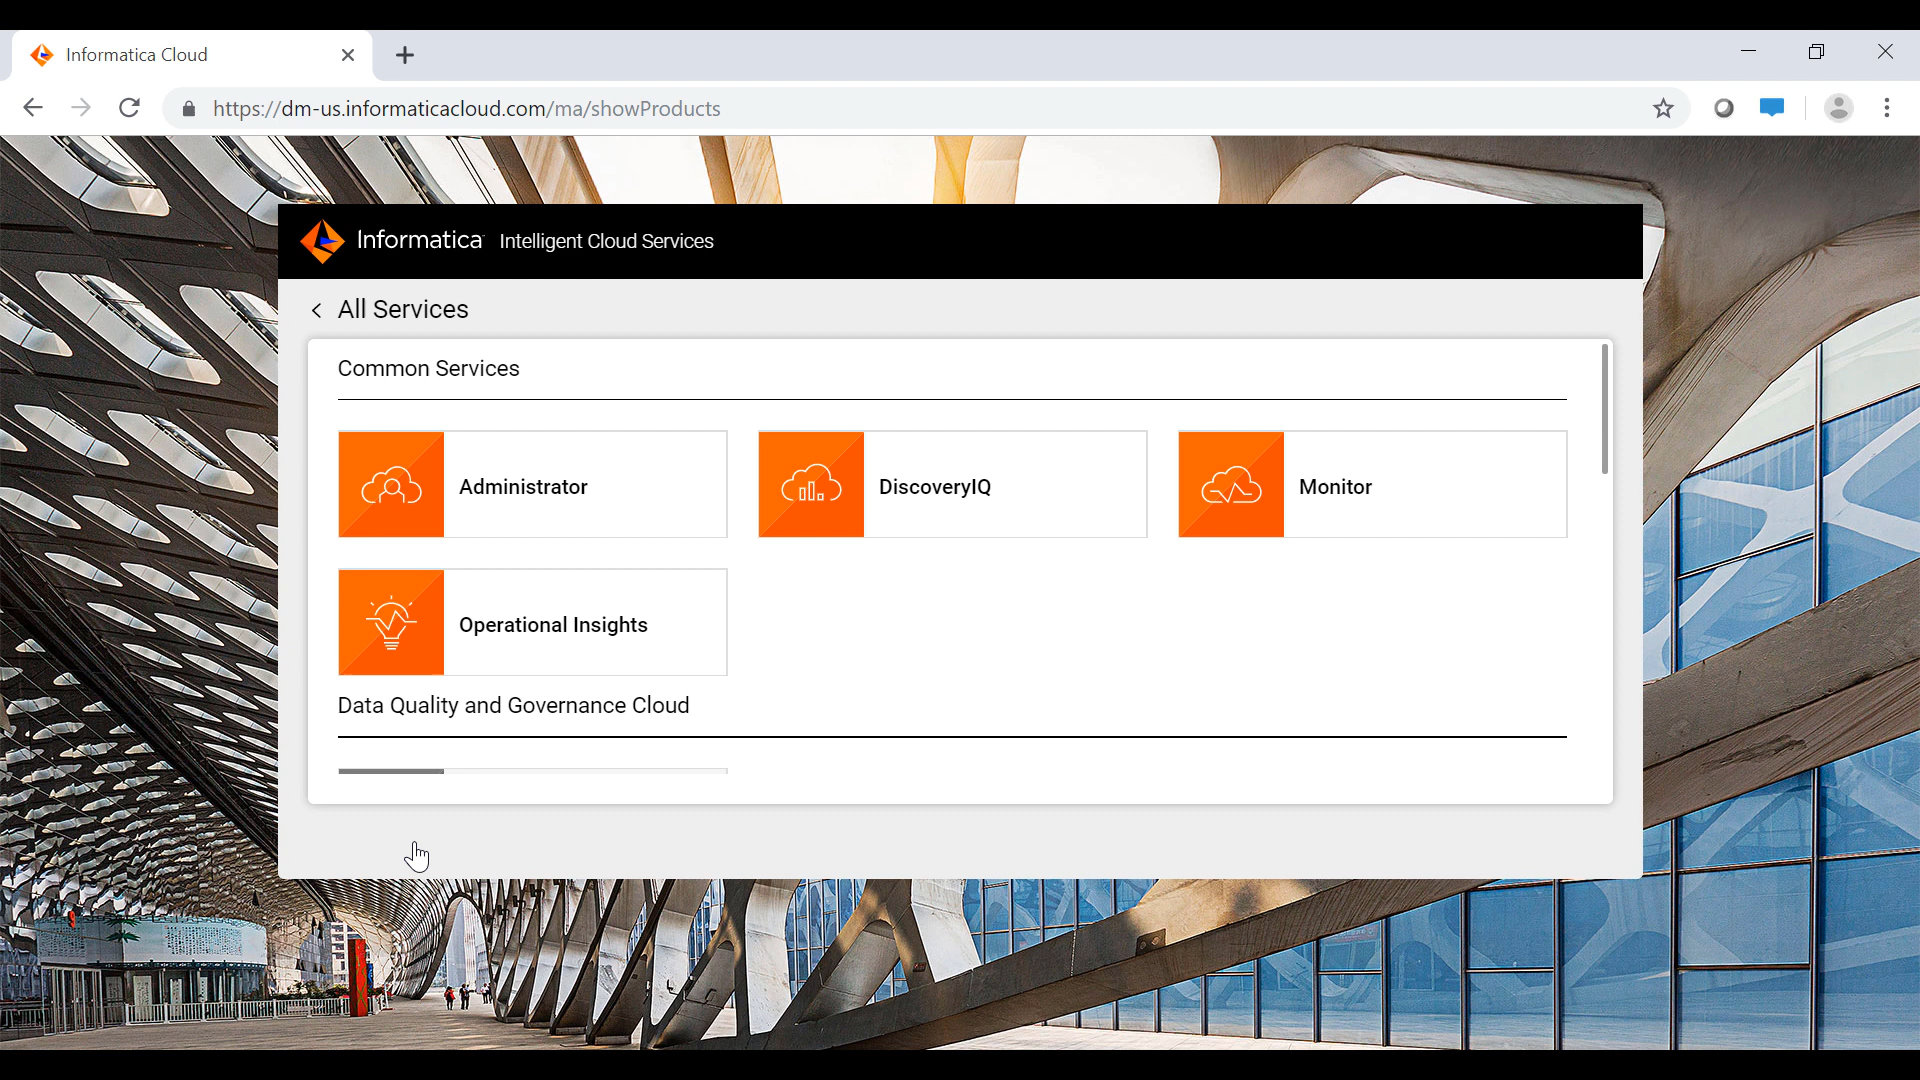 Informatica Cloud
https://dm-us.informaticacloud.com/ma/showProducts
Informatica Intelligent Cloud Services
All Services
Common Services
Administrator
DiscoveryIQ
Monitor
Operational Insights
Data Quality and Governance Cloud